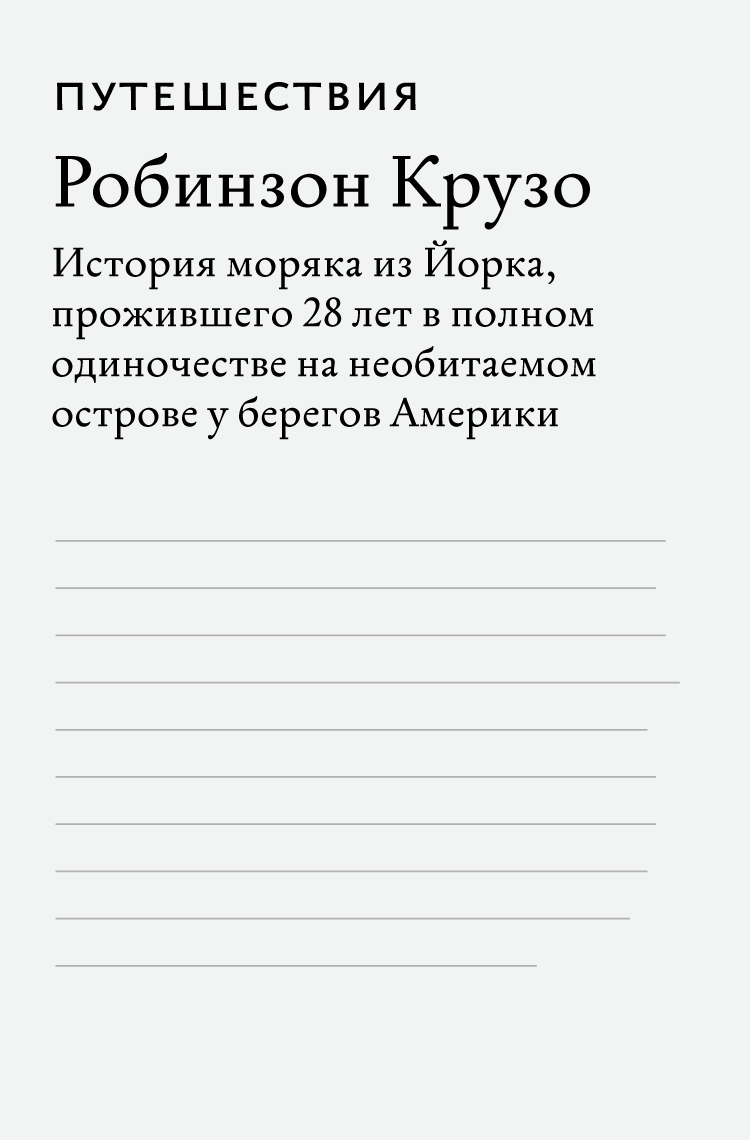 ПУТЕШЕСТВИЯ
Робинзон Крузо
История моряка из Йорка,
прожившего 28 лет в полном
одиночестве на необитаемом
острове у берегов Америки